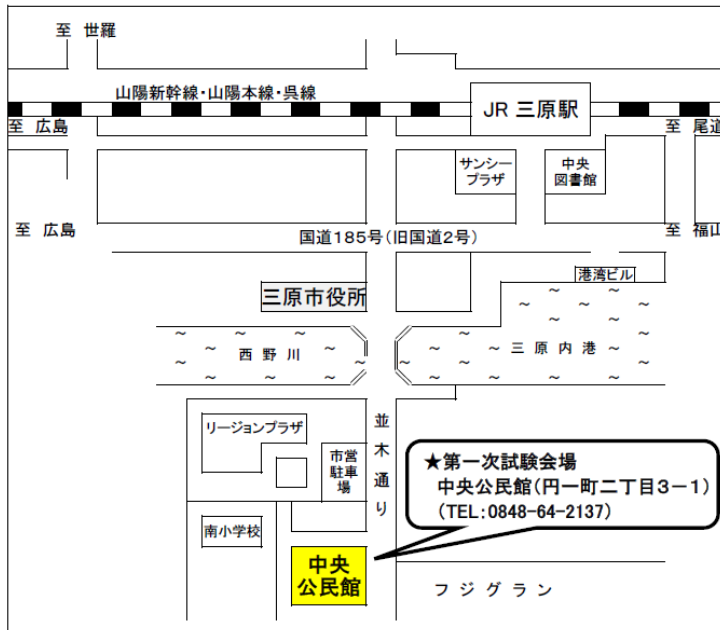 至 世羅
山陽新幹線・山陽本線・呉線
JR 三原駅
至 広島
至 尾道
サンシー
プラザ
中央
図書館
至 広島
国道185号(旧国道2号)
至 福山
港湾ビル
三原市役所
西野川
三原内港
リージョンプラザ
市営
駐車
場
並木通り
★第一次試験会場
中央公民館(円一町二丁目3-1)
(TEL:0848-64-2137)
南小学校
中央
公民館
フジグラン